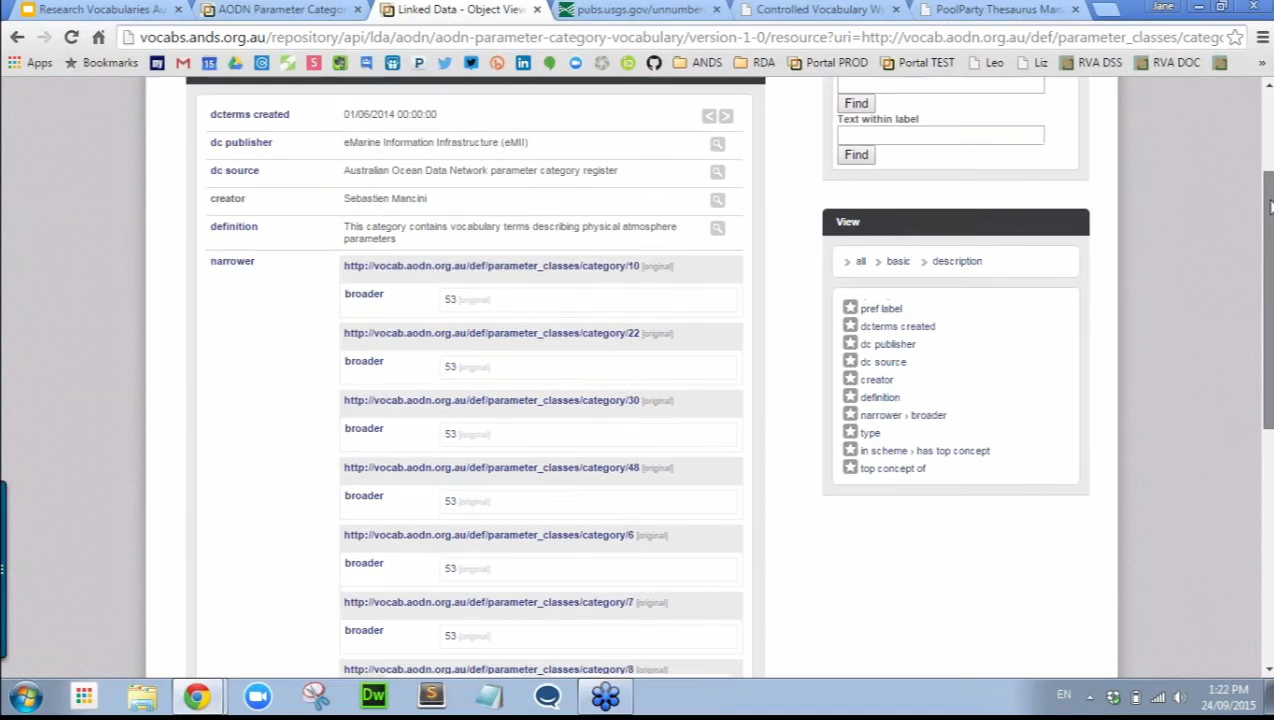 Research Vocabularies Au
AODN Parameter Categor
Linked Data - Object View
pubs.usgs.gov/unnumber
Controlled Vocabulary W
PoolParty Thesaurus Man
Jane
vocabs.ands.org.au/repository/api/lda/aodn/aodn-parameter-category-vocabulary/version-1-0/resource?uri=http://vocab.aodn.org.au/def/parameter_classes/categ
Apps
Bookmarks
ANDS
RDA
Portal PROD
Portal TEST
Leo
Liz
RVA DSS
RVA DOC
»
dcterms created
01/06/2014 00:00:00
dc publisher
eMarine Information Infrastructure (eMII)
dc source
Australian Ocean Data Network parameter category register
creator
Sebastien Mancini
definition
This category contains vocabulary terms describing physical atmosphere
parameters
narrower
http://vocab.aodn.org.au/def/parameter_classes/category/10 [original]
broader
53 [original]
http://vocab.aodn.org.au/def/parameter_classes/category/22 [original]
broader
53 [original]
http://vocab.aodn.org.au/def/parameter_classes/category/30 [original]
broader
53 [original]
http://vocab.aodn.org.au/def/parameter_classes/category/48 [original]
broader
53 [original]
http://vocab.aodn.org.au/def/parameter_classes/category/6 [original]
broader
53 [original]
http://vocab.aodn.org.au/def/parameter_classes/category/7 [original]
broader
53 [original]
http://vocab.aodn.org.au/def/parameter_classes/category/8 [original]
Find
Text within label
Find
View
all
basic
description
pref label
dcterms created
dc publisher
dc source
creator
definition
narrower › broader
type
in scheme › has top concept
top concept of
Dw
S
EN
1:22 PM
24/09/2015